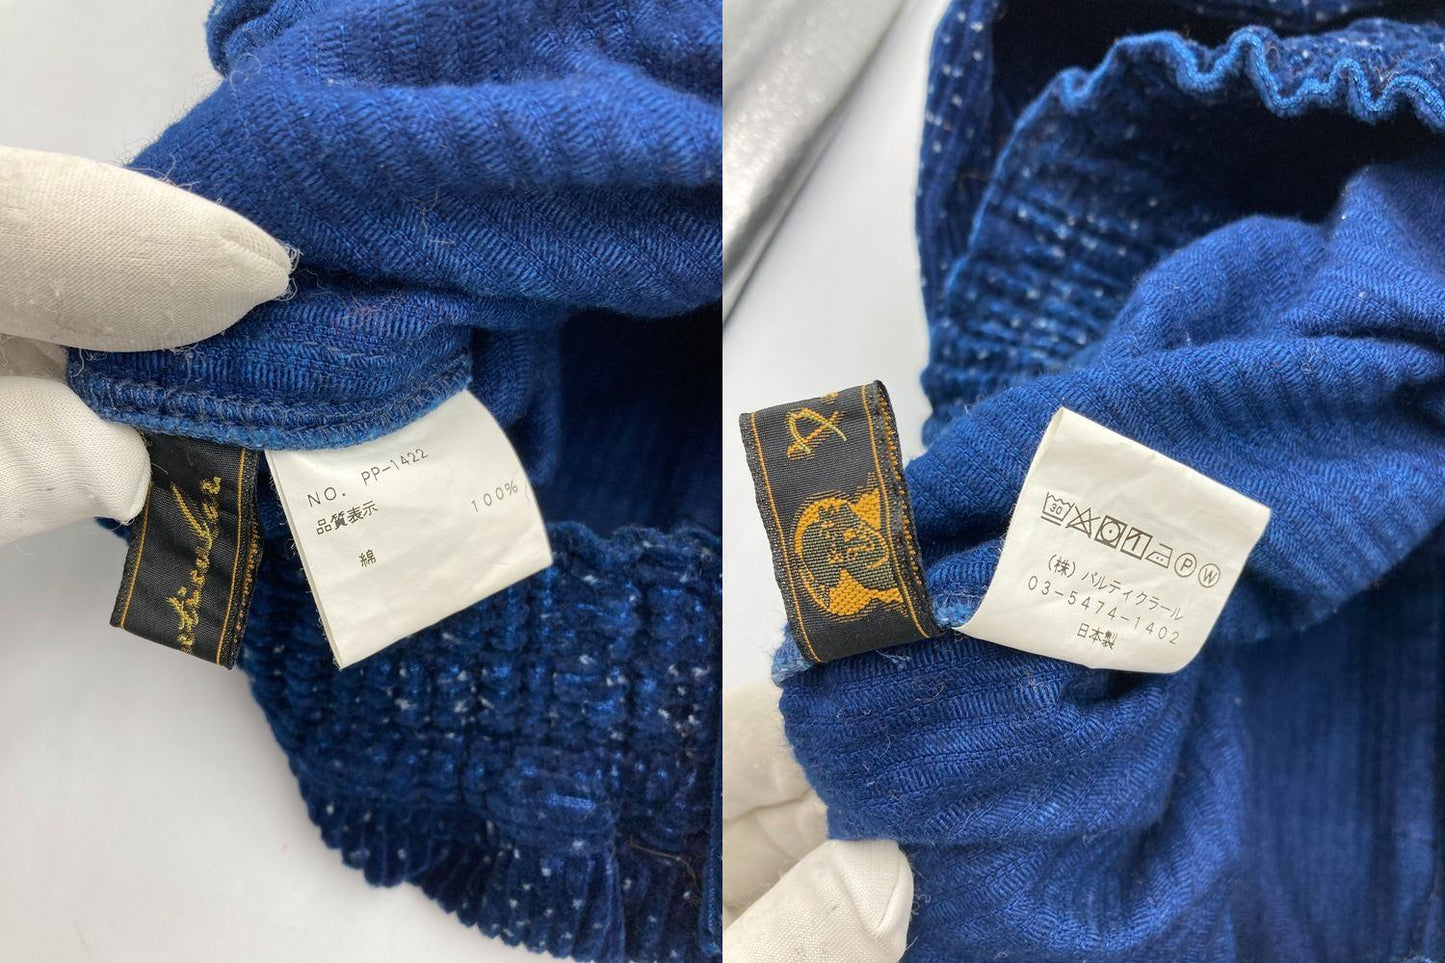 NO. PP-1422
品質表示
綿 100%
30
(株) パルティクラール
03-5474-1402
日本製
P W